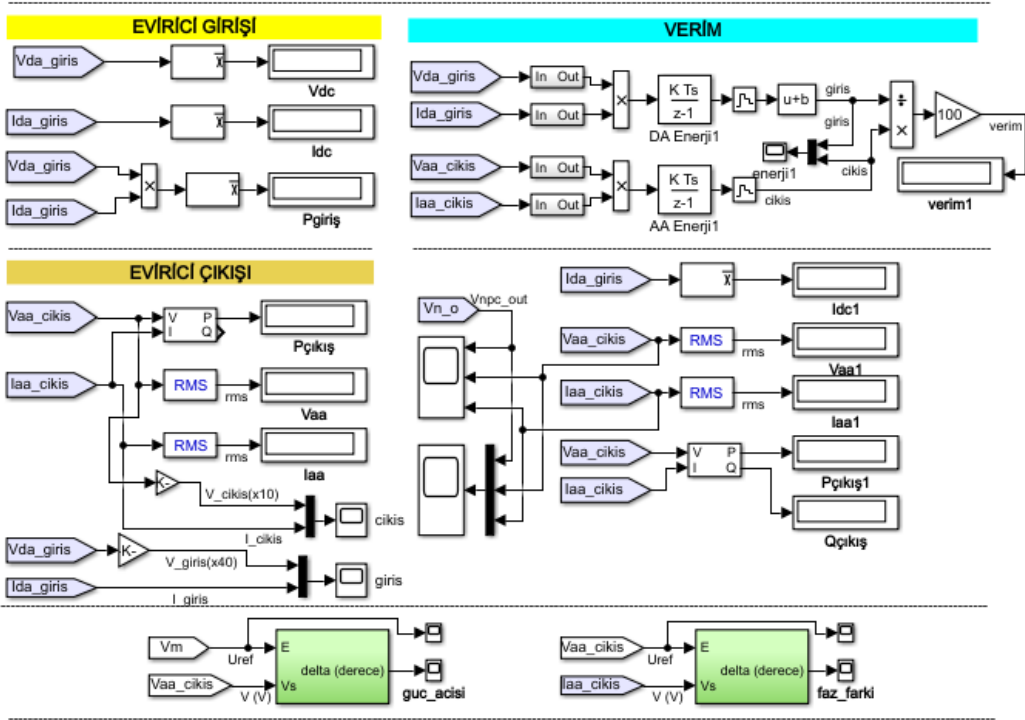 EVİRİCİ GİRİŞİ
Vda_giris
x
Vdc
Ida_giris
x
Idc
Vda_giris
Ida_giris
×
x
Pgiriş
VERİM
Vda_giris
In Out
Ida_giris
In Out
×
K Ts
z-1
DA Enerji1
u+b
giris
giris
÷
×
100
verim
enerji1
cikis
verim1
Vaa_cikis
In Out
Iaa_cikis
In Out
×
K Ts
z-1
AA Enerji1
cikis
EVİRİCİ ÇIKIŞI
Vaa_cikis
V P
I Q
Pçıkış
Iaa_cikis
RMS
rms
Vaa
RMS
rms
Iaa
K-
V_cikis(x10)
I_cikis
cikis
Vda_giris
K-
V_giris(x40)
Ida_giris
I_giris
giris
Vn_o
Vnpc_out
Ida_giris
x
Idc1
Vaa_cikis
RMS
rms
Vaa1
Iaa_cikis
RMS
rms
Iaa1
Vaa_cikis
Iaa_cikis
V P
I Q
Pçıkış1
Qçıkış
Vm
Uref
Vaa_cikis
V (V)
E
Vs
delta (derece)
guc_acisi
Vaa_cikis
Uref
Iaa_cikis
V (V)
E
Vs
delta (derece)
faz_farki